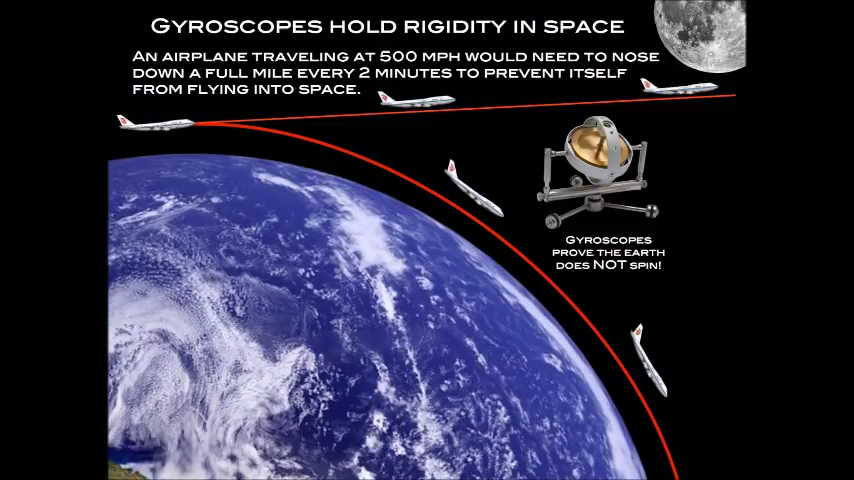 Gyroscopes hold rigidity in space
An airplane traveling at 500 mph would need to nose
down a full mile every 2 minutes to prevent itself
from flying into space.
Gyroscopes
prove the earth
does NOT spin!